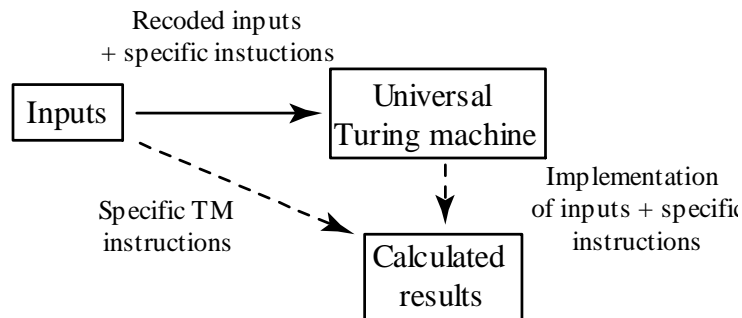 Recoded inputs
+ specific instuctions
Inputs
Universal
Turing machine
Specific TM
instructions
Implementation
of inputs + specific
instructions
Calculated
results